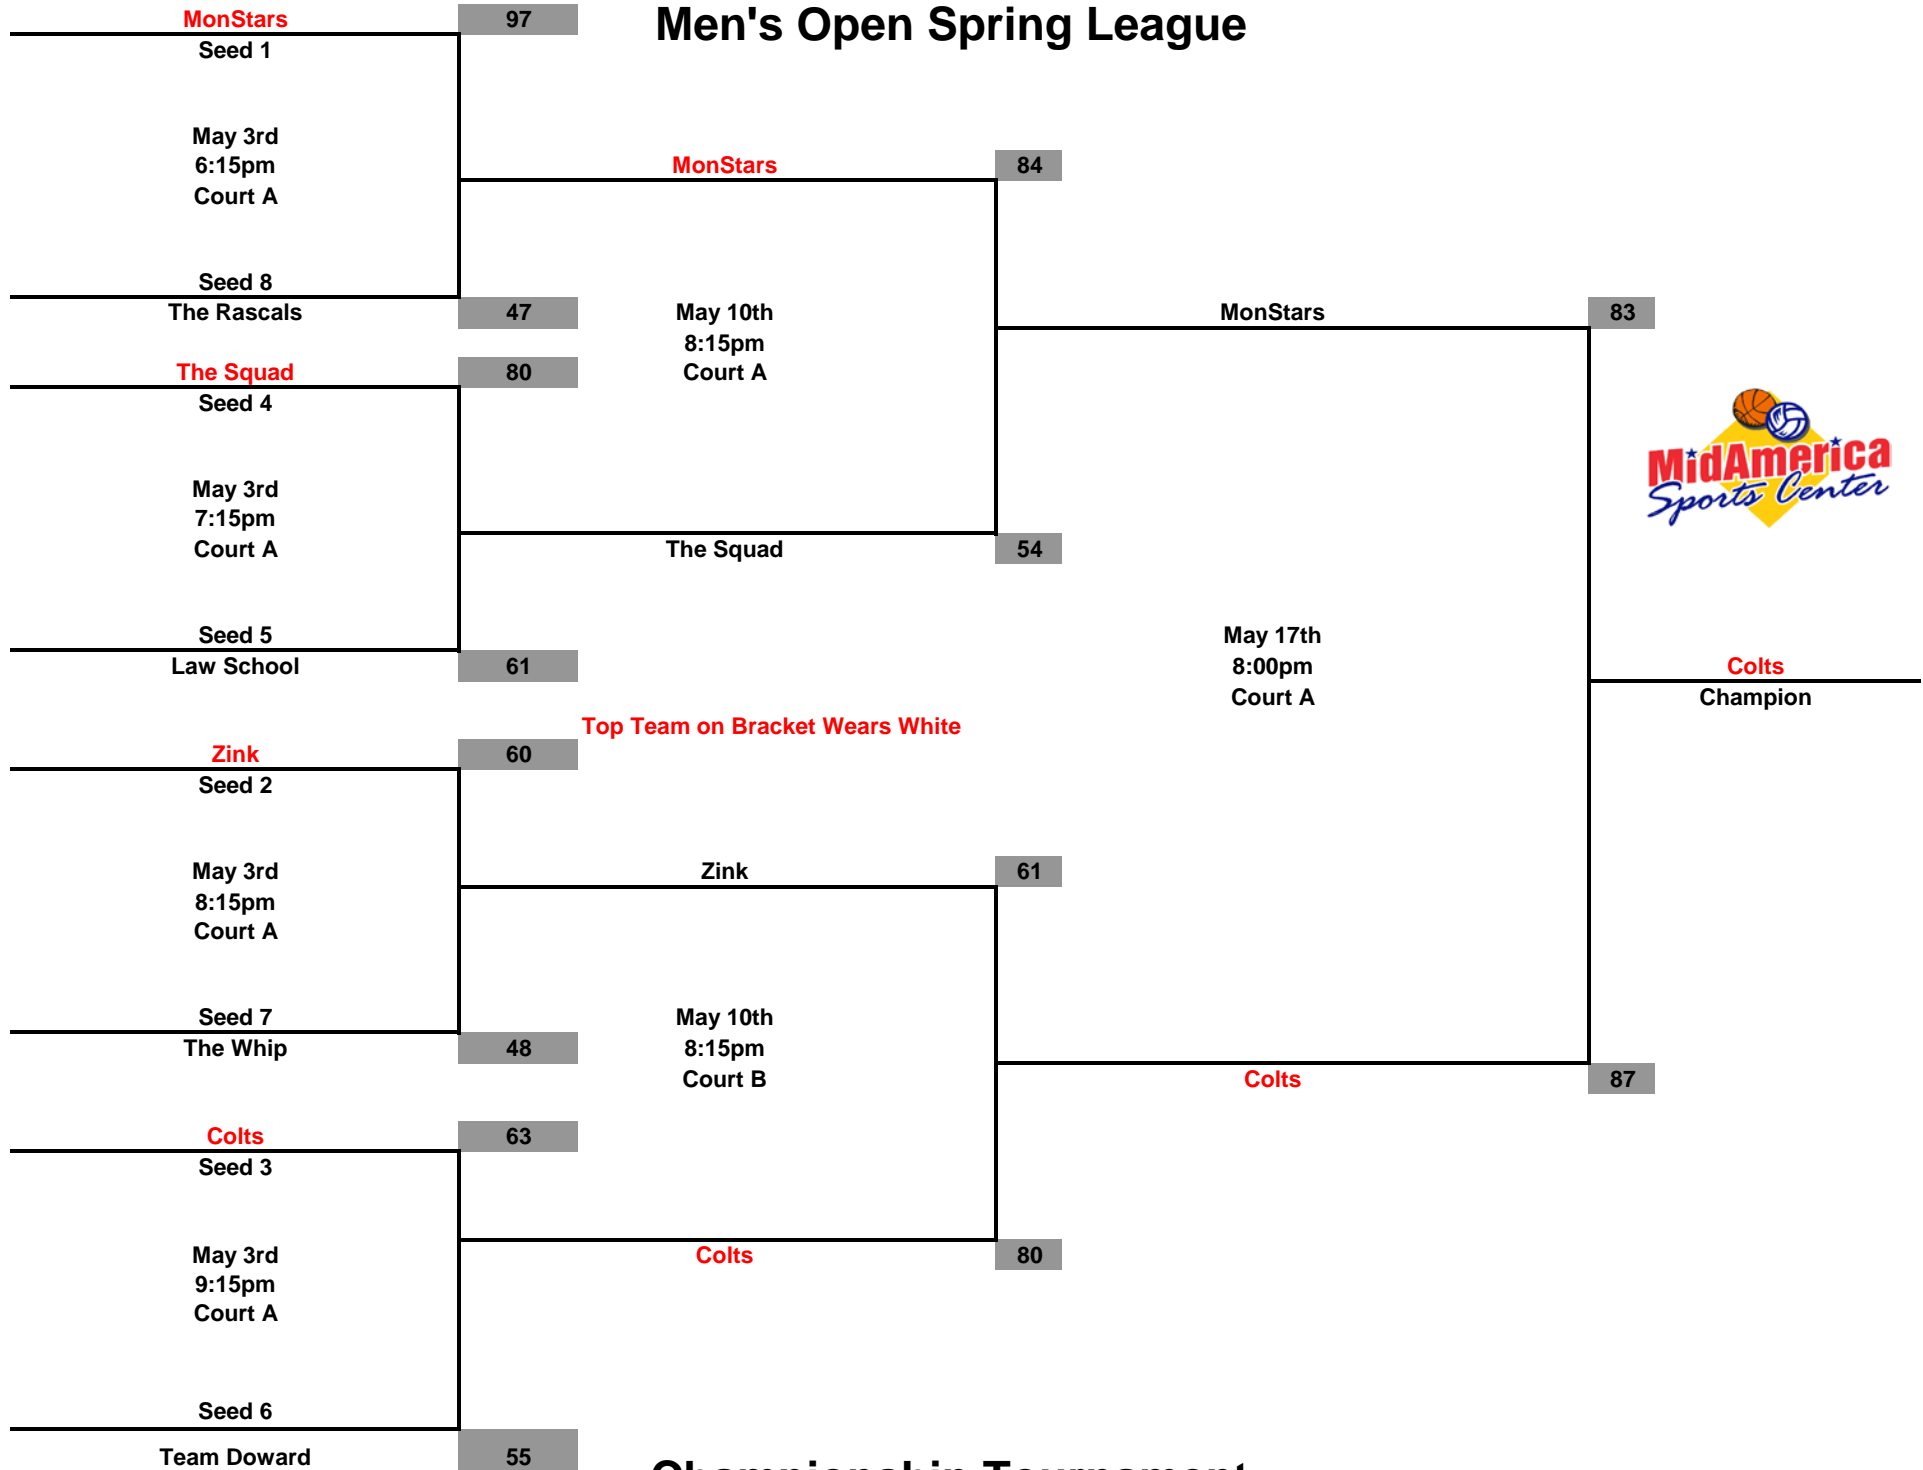 Men's Open Spring League
MonStars 97
Seed 1
May 3rd
6:15pm
Court A
Seed 8
The Rascals 47
The Squad 80
Seed 4
May 3rd
7:15pm
Court A
Seed 5
Law School 61
Top Team on Bracket Wears White
Zink 60
Seed 2
May 3rd
8:15pm
Court A
Seed 7
The Whip 48
Colts 63
Seed 3
May 3rd
9:15pm
Court A
Seed 6
Team Doward 55
MonStars 84
May 10th
8:15pm
Court A
The Squad 54
Zink 61
May 10th
8:15pm
Court B
Colts 80
MonStars 83
May 17th
8:00pm
Court A
Colts 87
MidAmerica
Sports Center
Colts
Champion
Championship Tournament